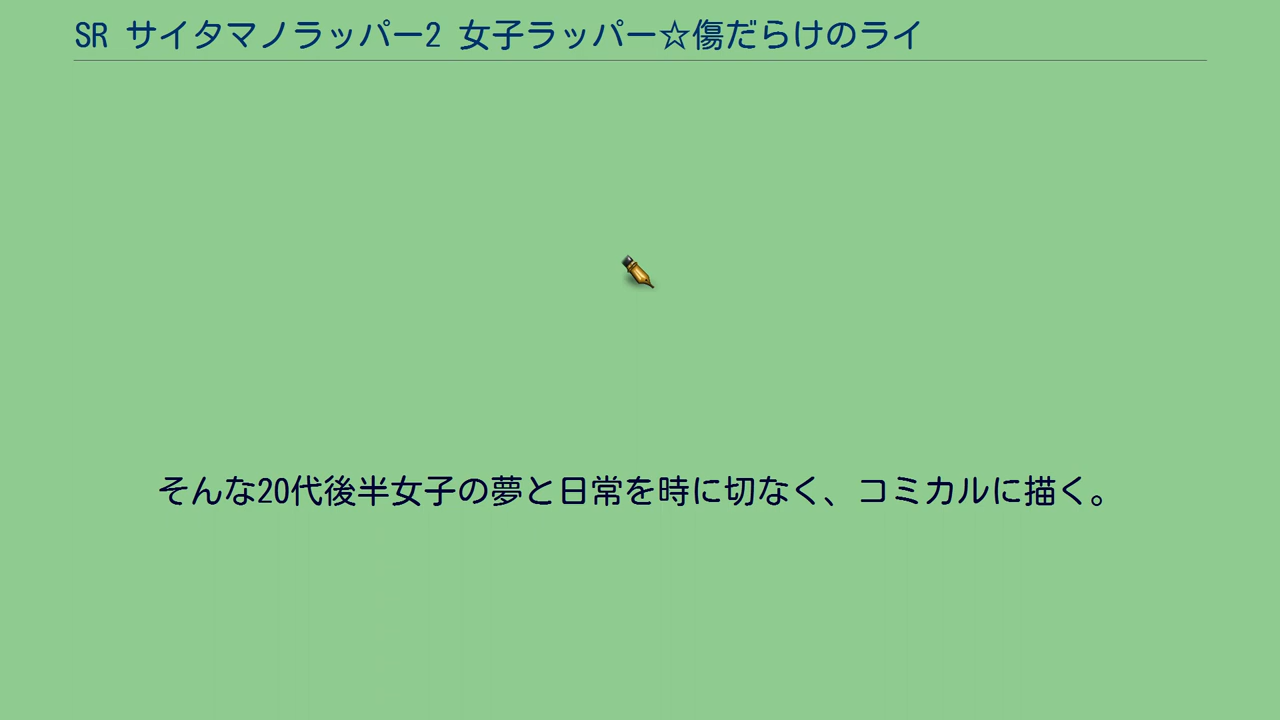 SR サイタマノラッパー2 女子ラッパー☆傷だらけのライ
そんな20代後半女子の夢と日常を時に切なく、コミカルに描く。